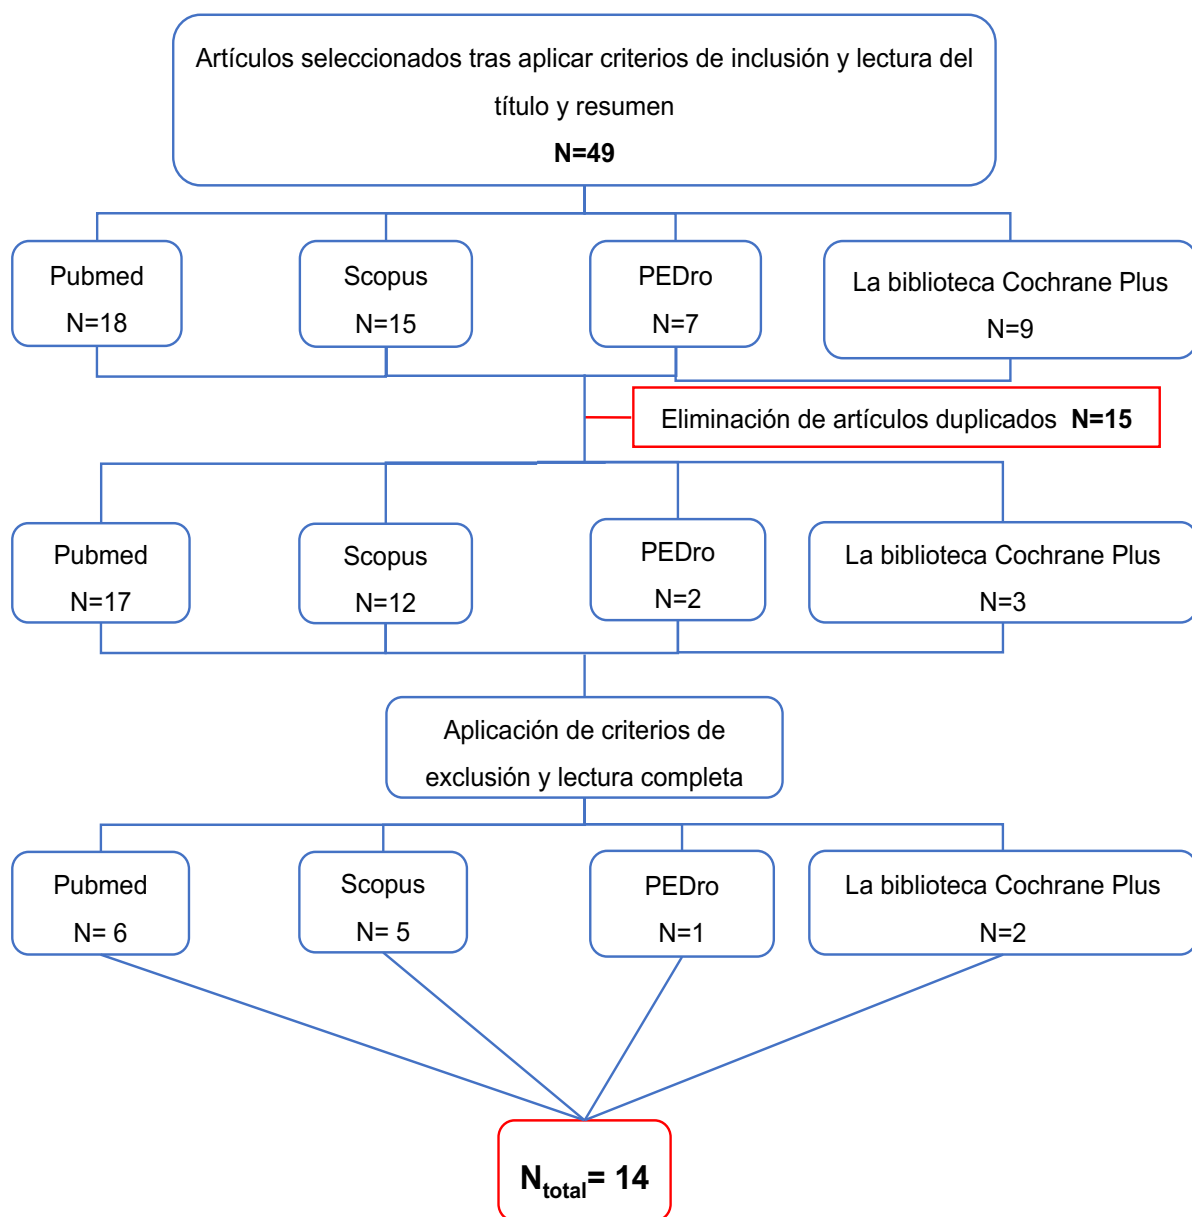 Artículos seleccionados tras aplicar criterios de inclusión y lectura del
título y resumen
N=49
Pubmed
N=18
Scopus
N=15
PEDro
N=7
La biblioteca Cochrane Plus
N=9
Eliminación de artículos duplicados N=15
Pubmed
N=17
Scopus
N=12
PEDro
N=2
La biblioteca Cochrane Plus
N=3
Aplicación de criterios de
exclusión y lectura completa
Pubmed
N= 6
Scopus
N= 5
PEDro
N=1
La biblioteca Cochrane Plus
N=2
Ntotal= 14